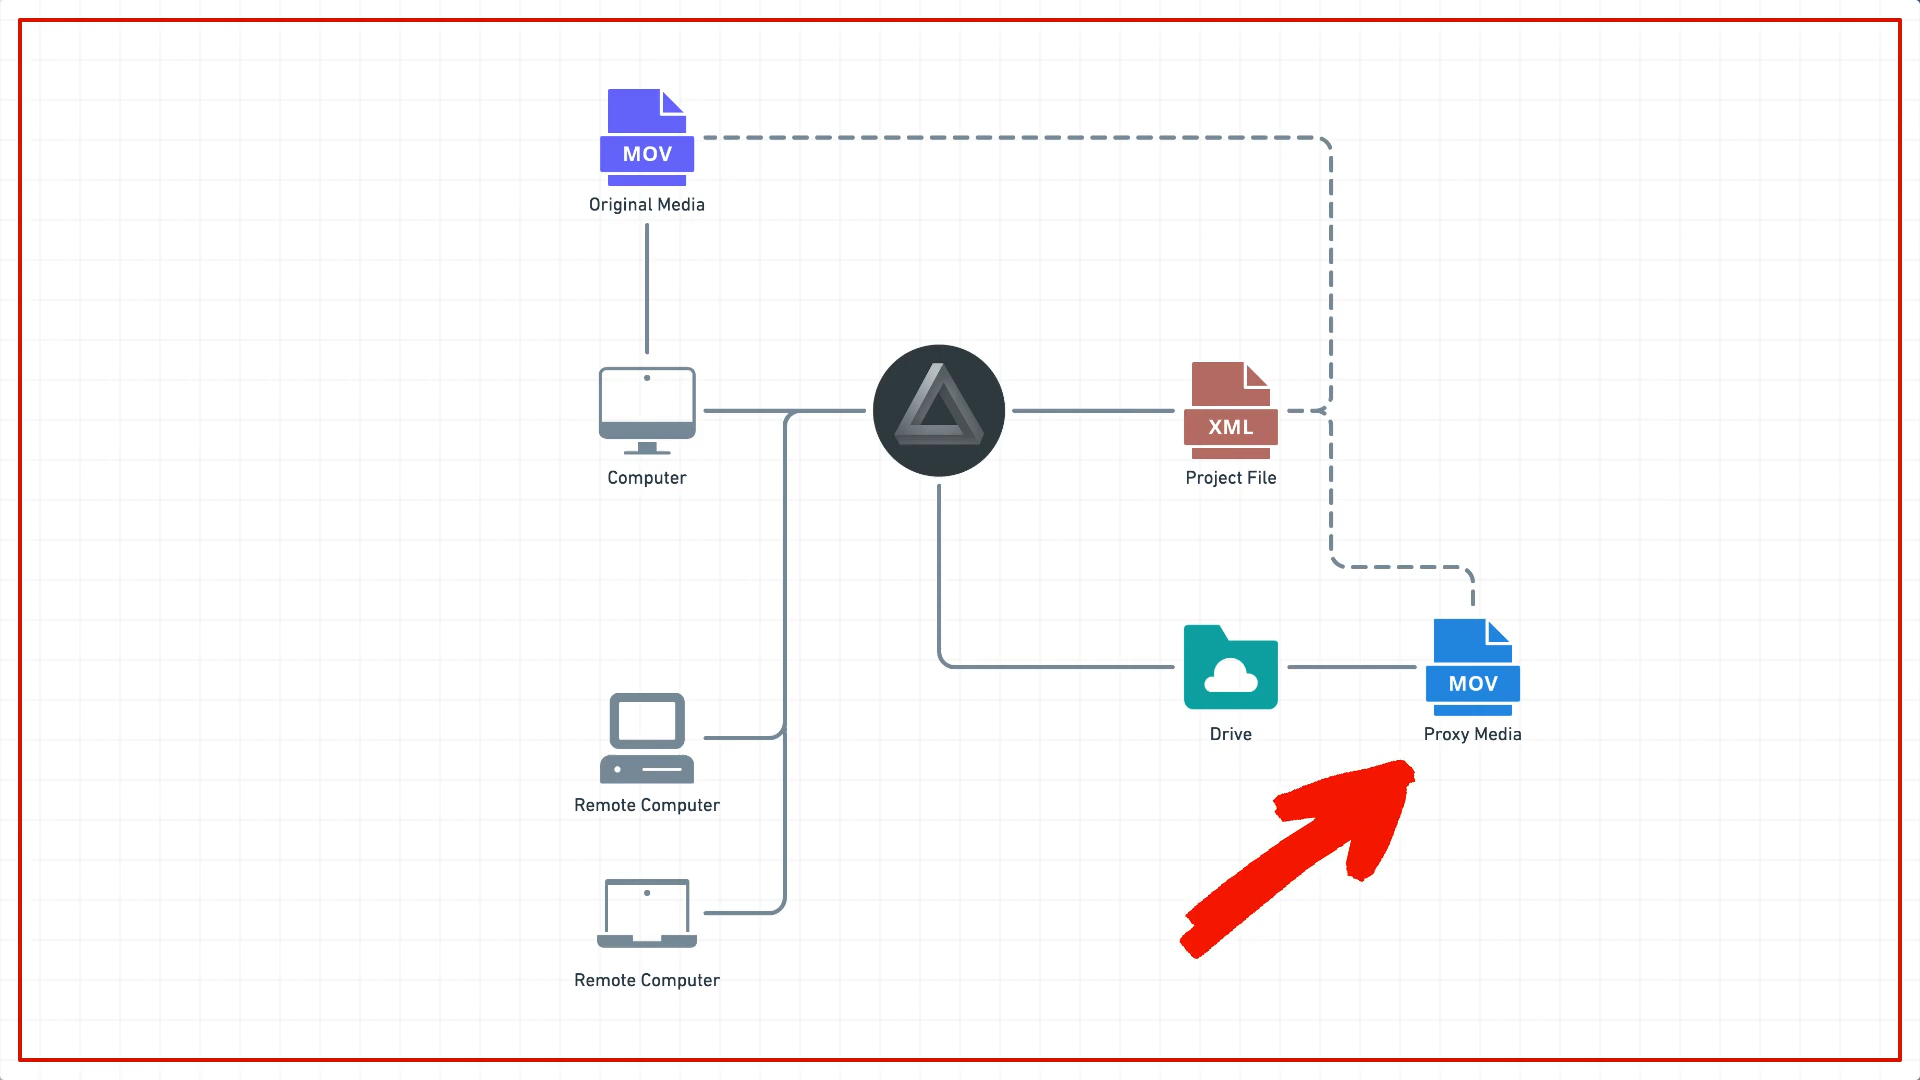 MOV
Original Media
Computer
XML
Project File
MOV
Drive
Proxy Media
Remote Computer
Remote Computer